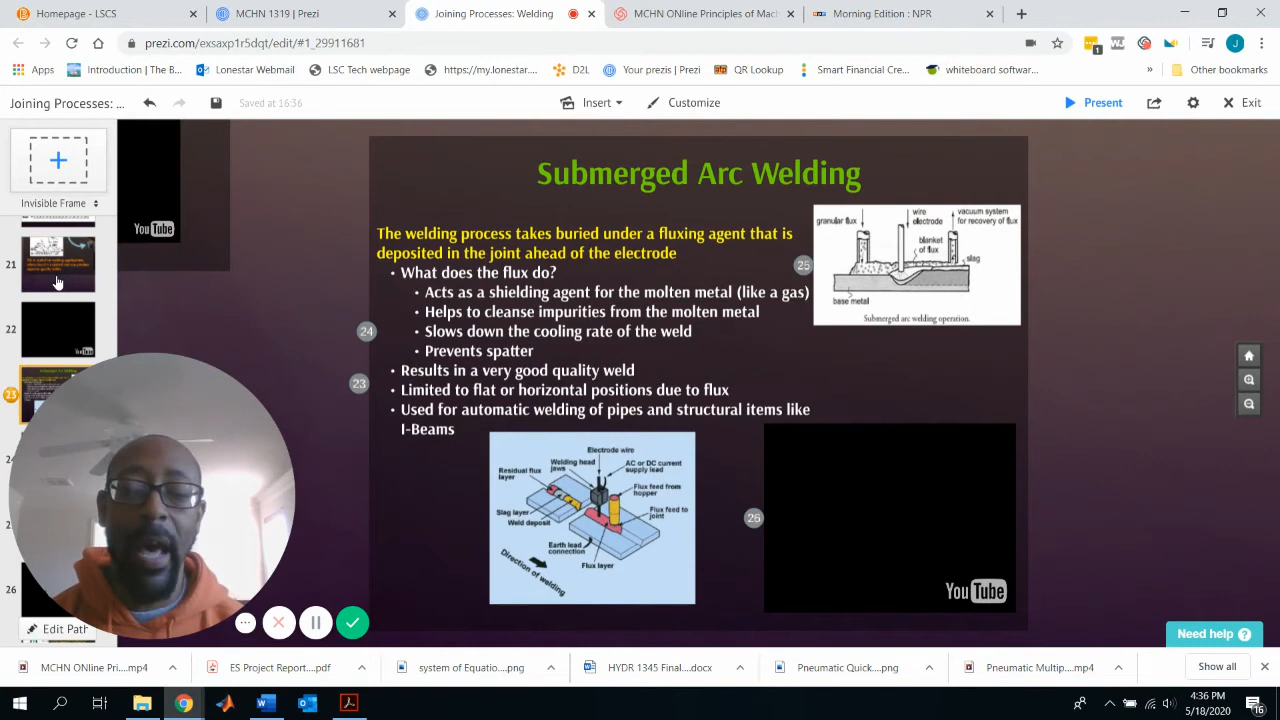 Your prezis | Prezi
MCHN 1319 Project
Joining of Welding
MCHN Mechanics of
Morning Edition : NPR
prezi.com/exsaxp1r5dqt/edit/#1_29911681
Apps
Introduction | The B...
Lonestar Webmail
LSC Tech Webpage
https://my.lonestar....
D2L
Your prezis | Prezi
QR Lookup
Smart Financial Cre...
whiteboard softwar...
»
Other bookmarks
Joining Processes: ...
Saved at 16:36
Insert
Customize
Present
Exit
Invisible Frame
YouTube
21
22
23
26
Edit Path
Submerged Arc Welding
The welding process takes buried under a fluxing agent that is
deposited in the joint ahead of the electrode
• What does the flux do?
• Acts as a shielding agent for the molten metal (like a gas)
• Helps to cleanse impurities from the molten metal
• Slows down the cooling rate of the weld
• Prevents spatter
• Results in a very good quality weld
• Limited to flat or horizontal positions due to flux
• Used for automatic welding of pipes and structural items like
I-Beams
24
23
25
26
granular flux
wire
electrode
vacuum system
for recovery of flux
blanket
of flux
slag
base metal
Submerged arc welding operation.
Electrode wire
Welding head
jaws
AC or DC current
supply lead
Residual flux
layer
Flux feed from
hopper
Slag layer
Flux feed to
joint
Weld deposit
Earth lead
connection
Flux layer
Direction of welding
YouTube
Need help ?
NCHN ONline Pri....mp4
ES Project Report....pdf
system of Equatio....png
HYDR 1345 Final....docx
Pneumatic Quick....png
Pneumatic Multip....mp4
Show all
4:36 PM
5/18/2020
16